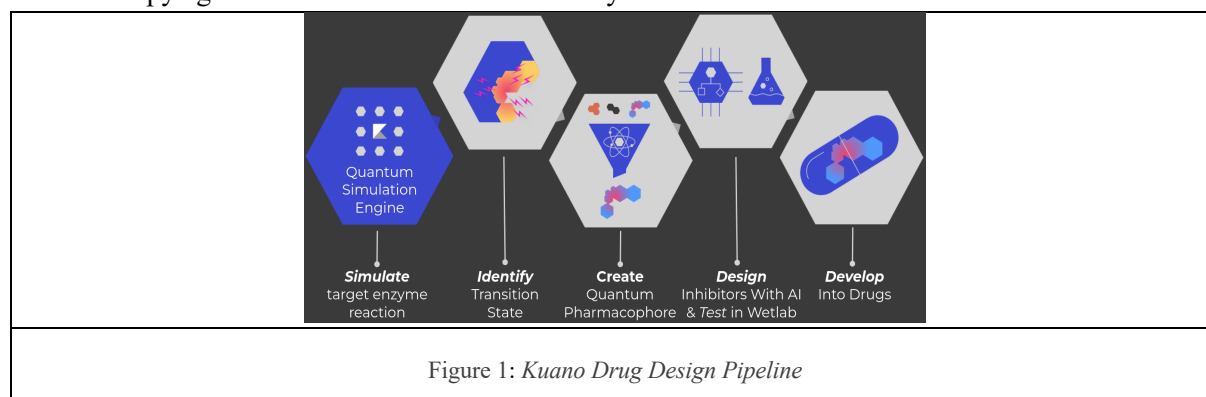 Quantum
Simulation
Engine
Simulate
target enzyme
reaction
Identify
Transition
State
Create
Quantum
Pharmacophore
Design
Inhibitors With AI
& Test in Wetlab
Develop
Into Drugs
Figure 1: Kuano Drug Design Pipeline